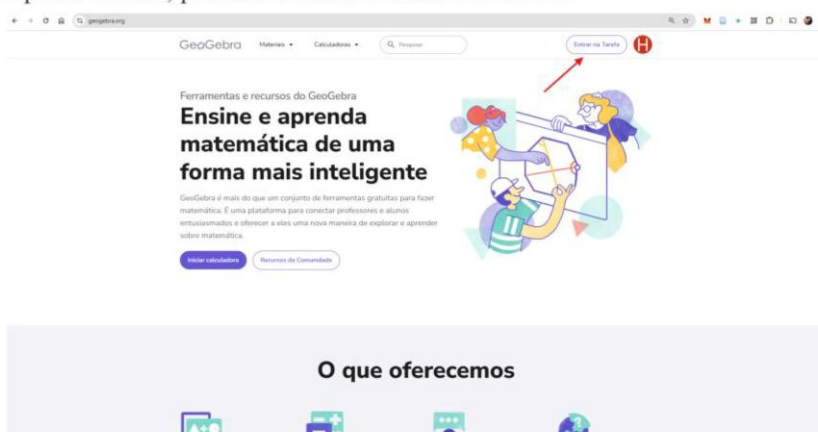 geogebra.org
GeoGebra Materiais Calculadoras Pesquisar Entrar na Tarefa H
Ferramentas e recursos do GeoGebra
Ensine e aprenda
matemática de uma
forma mais inteligente
GeoGebra é mais do que um conjunto de ferramentas gratuitas para fazer
matemática. É uma plataforma para conectar professores e alunos
entusiasmados e oferecer a eles uma nova maneira de explorar e aprender
sobre matemática.
Iniciar calculadora Recursos da Comunidade
O que oferecemos